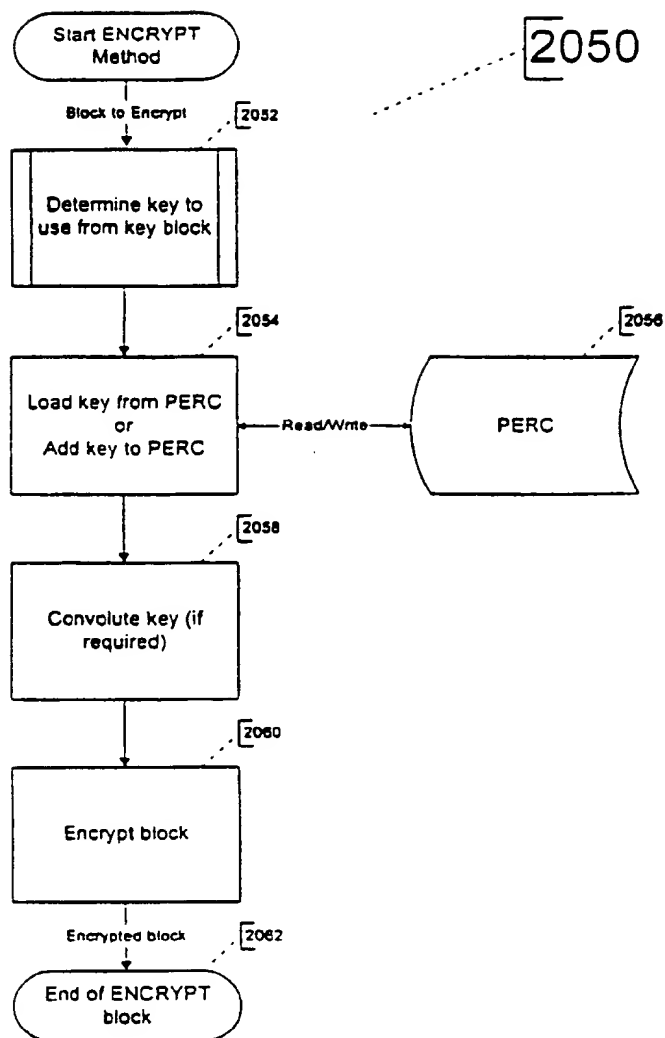 Start ENCRYPT
Method
2050
Block to Encrypt
2052
Determine key to
use from key block
2054
2056
Load key from PERC
or
Add key to PERC
Read/Write
PERC
2058
Convolute key (if
required)
2060
Encrypt block
Encrypted block
2062
End of ENCRYPT
block